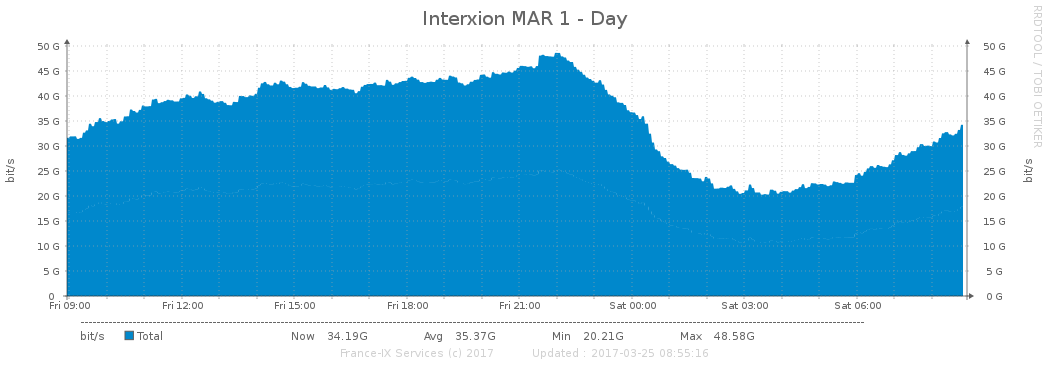 Interxion MAR 1 - Day
RRDTOOL / TOBI OETIKER
50 G 50 G
45 G 45 G
40 G 40 G
35 G 35 G
30 G 30 G
25 G 25 G
20 G 20 G
15 G 15 G
10 G 10 G
5 G 5 G
0 0 G
bit/s bit/s
Fri 09:00 Fri 12:00 Fri 15:00 Fri 18:00 Fri 21:00 Sat 00:00 Sat 03:00 Sat 06:00
bit/s Total Now 34.19G Avg 35.37G Min 20.21G Max 48.58G
France-IX Services (c) 2017 Updated : 2017-03-25 08:55:16